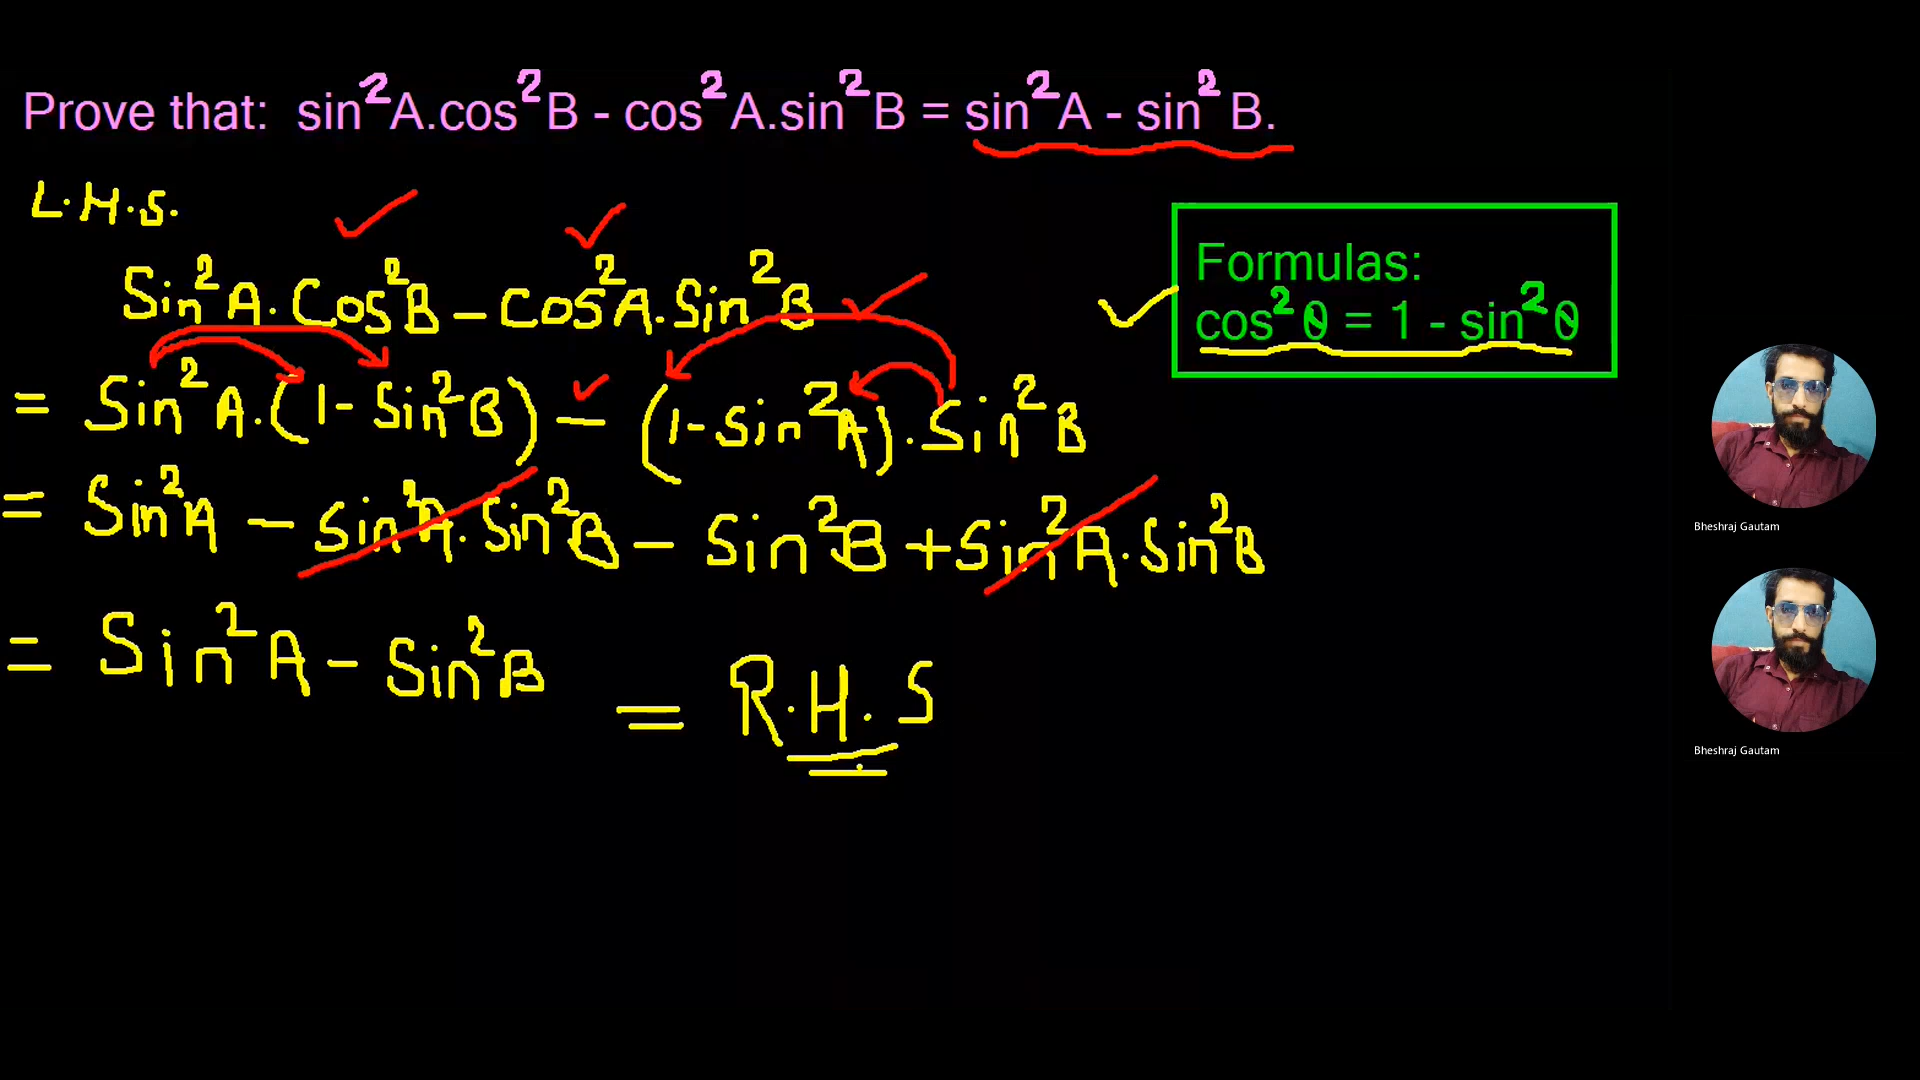 Prove that: sin²A.cos²B - cos²A.sin²B = sin²A - sin²B.
L.H.S.
Sin²A.Cos²B - Cos²A.Sin²B
= Sin²A.(1-Sin²B) - (1-Sin²A).Sin²B
= Sin²A - Sin²A.Sin²B - Sin²B + Sin²A.Sin²B
= Sin²A - Sin²B = R.H.S
Formulas:
cos²θ = 1 - sin²θ
Bheshraj Gautam
Bheshraj Gautam